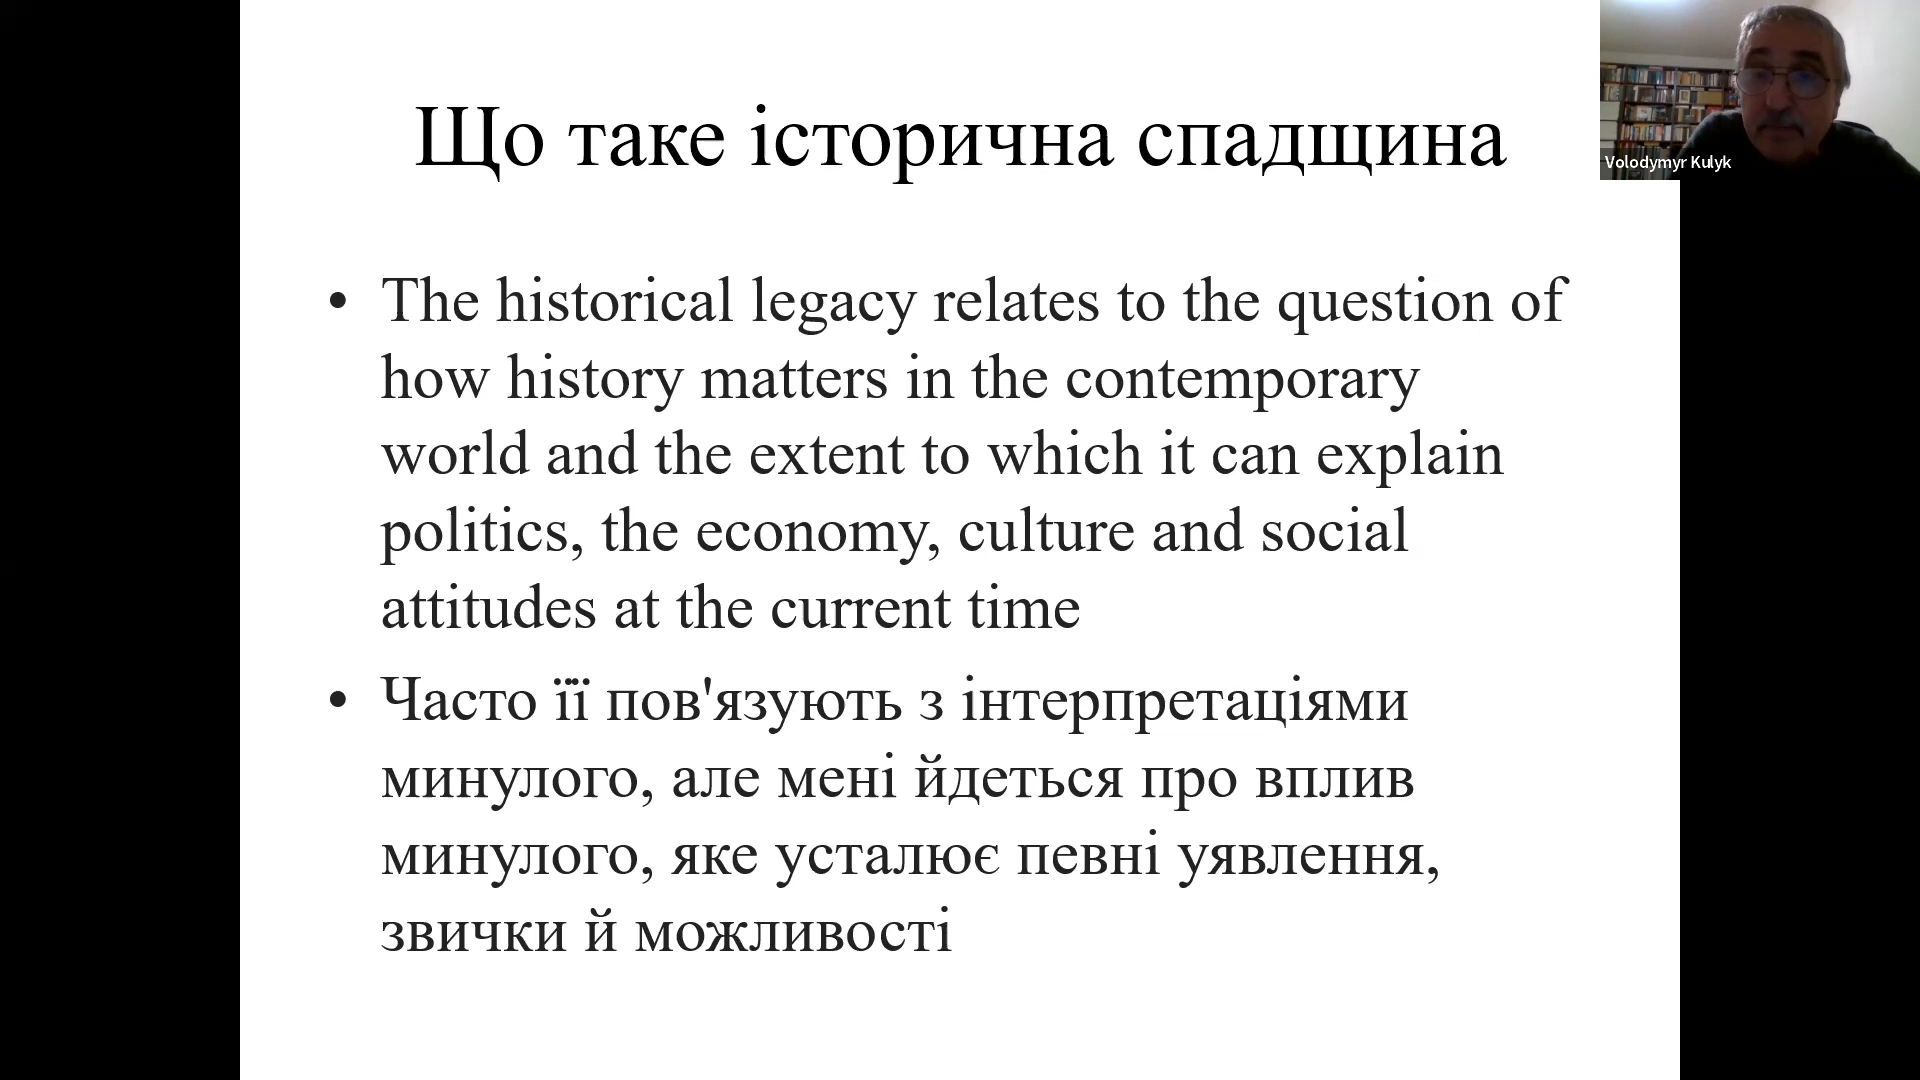 Що таке історична спадщина
• The historical legacy relates to the question of
how history matters in the contemporary
world and the extent to which it can explain
politics, the economy, culture and social
attitudes at the current time
• Часто її пов'язують з інтерпретаціями
минулого, але мені йдеться про вплив
минулого, яке усталює певні уявлення,
звички й можливості
Volodymyr Kulyk